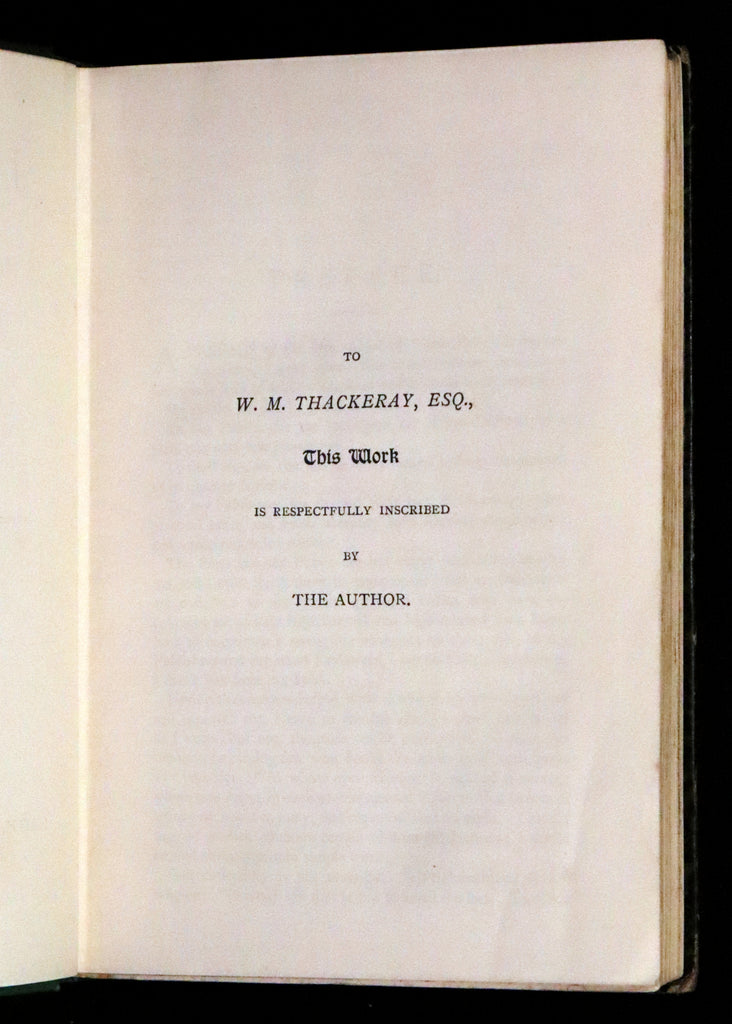 TO
W. M. THACKERAY, ESQ.,
This Work
IS RESPECTFULLY INSCRIBED
BY
THE AUTHOR.